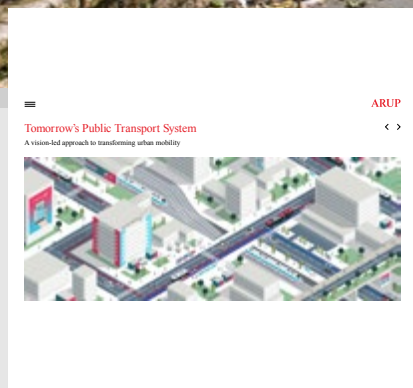 ARUP
Tomorrow's Public Transport System
A vision-led approach to transforming urban mobility